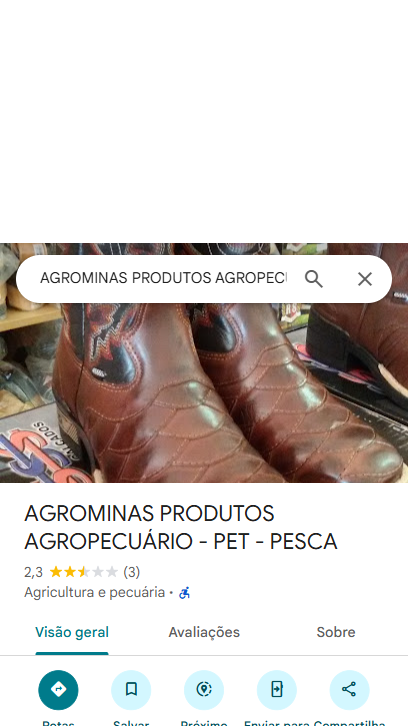 AGROMINAS PRODUTOS AGROPECU
CALÇADOS
AGROMINAS PRODUTOS
AGROPECUÁRIO - PET - PESCA
2,3 (3)
Agricultura e pecuária •
Visão geral Avaliações Sobre
Rotas Salvar Próximo Enviar para Compartilha